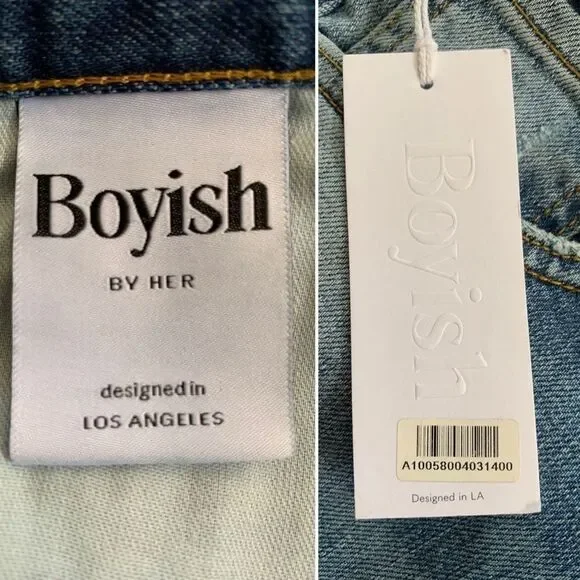 Boyish
BY HER
designed in
LOS ANGELES
Boyish
A10058004031400
Designed in LA